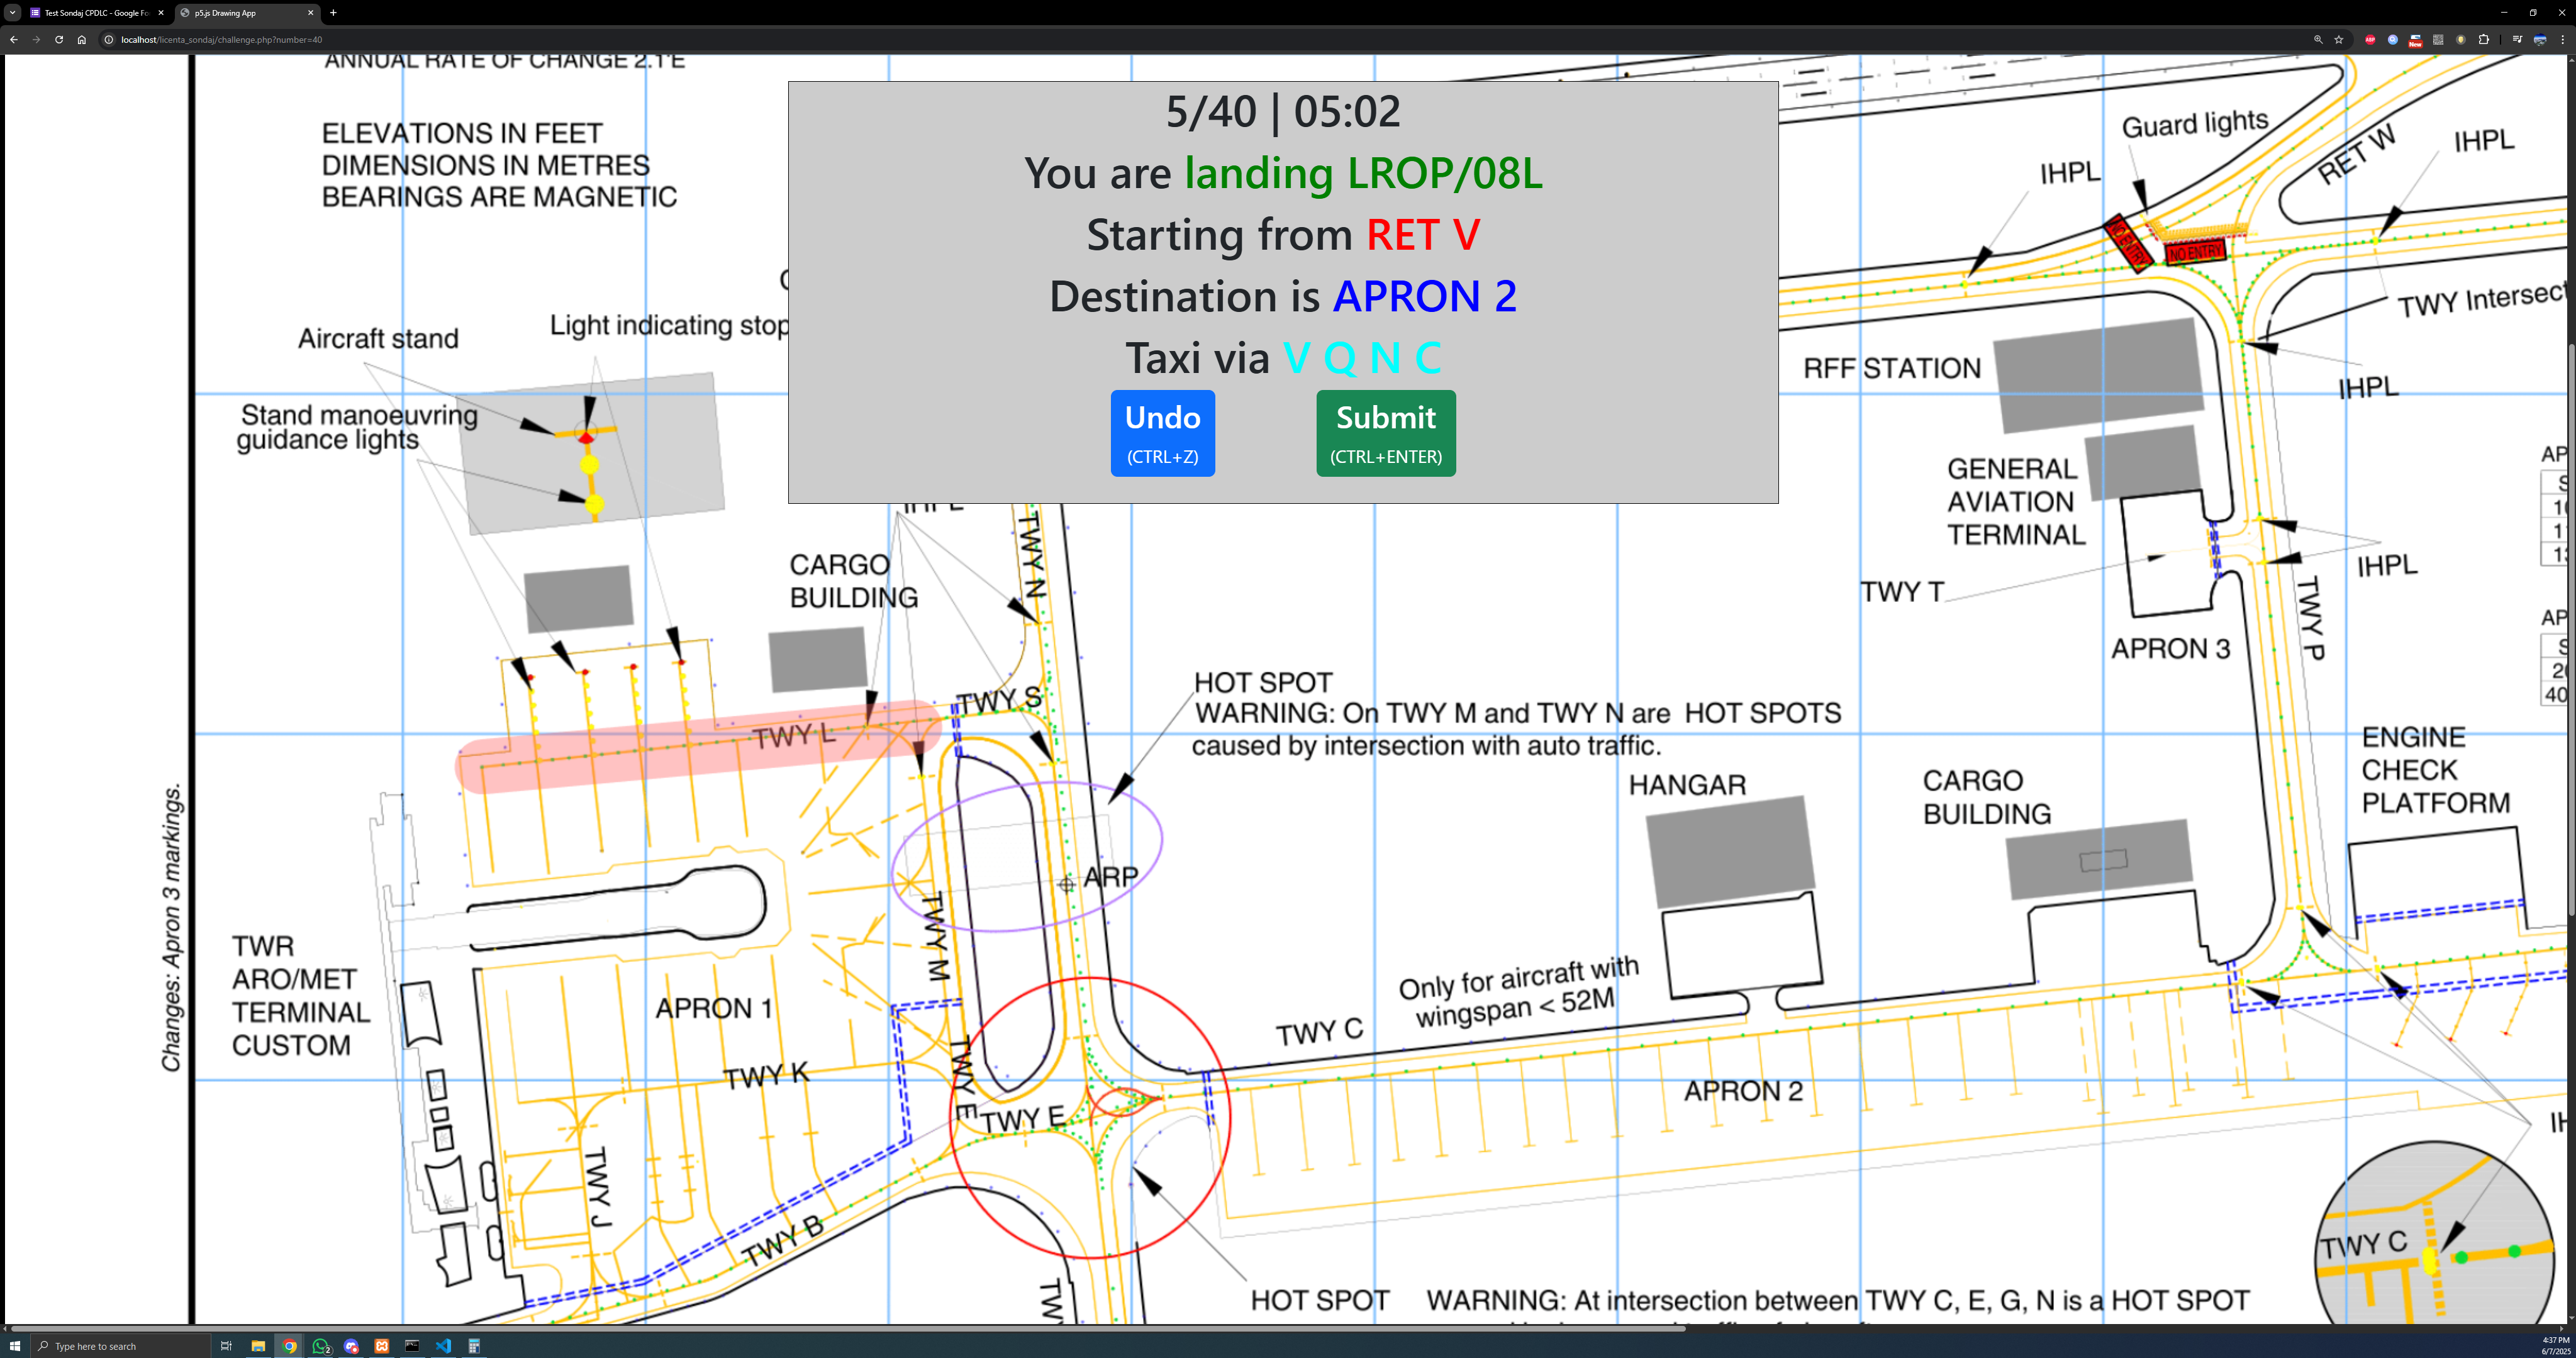 Test Sondaj CPDLC - Google Fo
p5.js Drawing App
localhost/licenta_sondaj/challenge.php?number=40
ABP
New
ANNUAL RATE OF CHANGE 2.1'E
ELEVATIONS IN FEET
DIMENSIONS IN METRES
BEARINGS ARE MAGNETIC
5/40 | 05:02
You are landing LROP/08L
Starting from RET V
Destination is APRON 2
Taxi via V Q N C
Undo
(CTRL+Z)
Submit
(CTRL+ENTER)
Guard lights
RET W
IHPL
IHPL
NO ENTRY
NO ENTRY
TWY Intersect
Aircraft stand
Light indicating stop
Stand manoeuvring
guidance lights
RFF STATION
IHPL
GENERAL
AVIATION
TERMINAL
AP
IHPL
TWY N
CARGO
BUILDING
IHPL
TWY T
TWY P
APRON 3
AP
HOT SPOT
WARNING: On TWY M and TWY N are HOT SPOTS
caused by intersection with auto traffic.
TWY S
TWY L
HANGAR
CARGO
BUILDING
ENGINE
CHECK
PLATFORM
Changes: Apron 3 markings.
ARP
TWY M
TWR
ARO/MET
TERMINAL
CUSTOM
APRON 1
Only for aircraft with
wingspan < 52M
TWY C
TWY K
TWY E
TWY E
APRON 2
TWY J
TWY B
TWY C
HOT SPOT
WARNING: At intersection between TWY C, E, G, N is a HOT SPOT
Type here to search
2
4:37 PM
6/7/2025